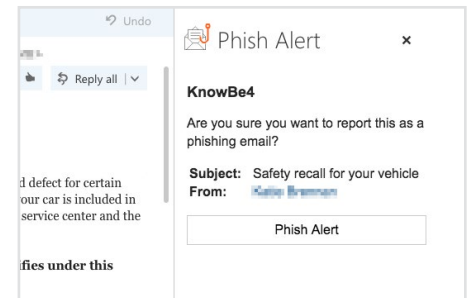 Undo
Phish Alert
×
Reply all
KnowBe4
Are you sure you want to report this as a
phishing email?
Subject: Safety recall for your vehicle
From:
Phish Alert
d defect for certain
our car is included in
service center and the
fies under this